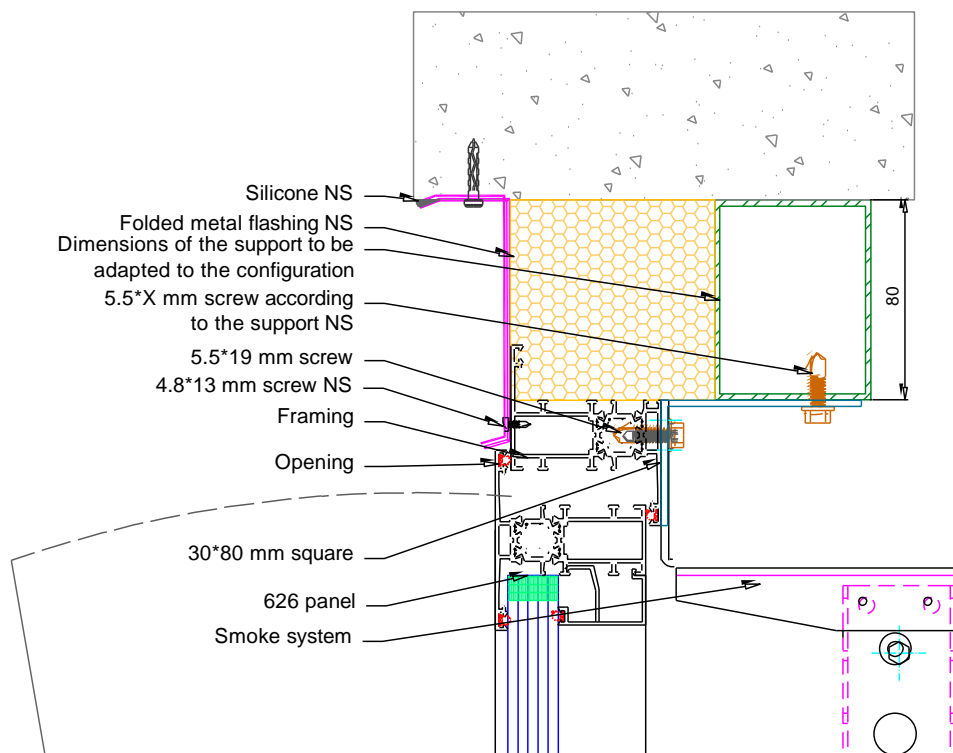 Silicone NS
Folded metal flashing NS
Dimensions of the support to be
adapted to the configuration
5.5*X mm screw according
to the support NS
5.5*19 mm screw
4.8*13 mm screw NS
Framing
Opening
30*80 mm square
626 panel
Smoke system
80